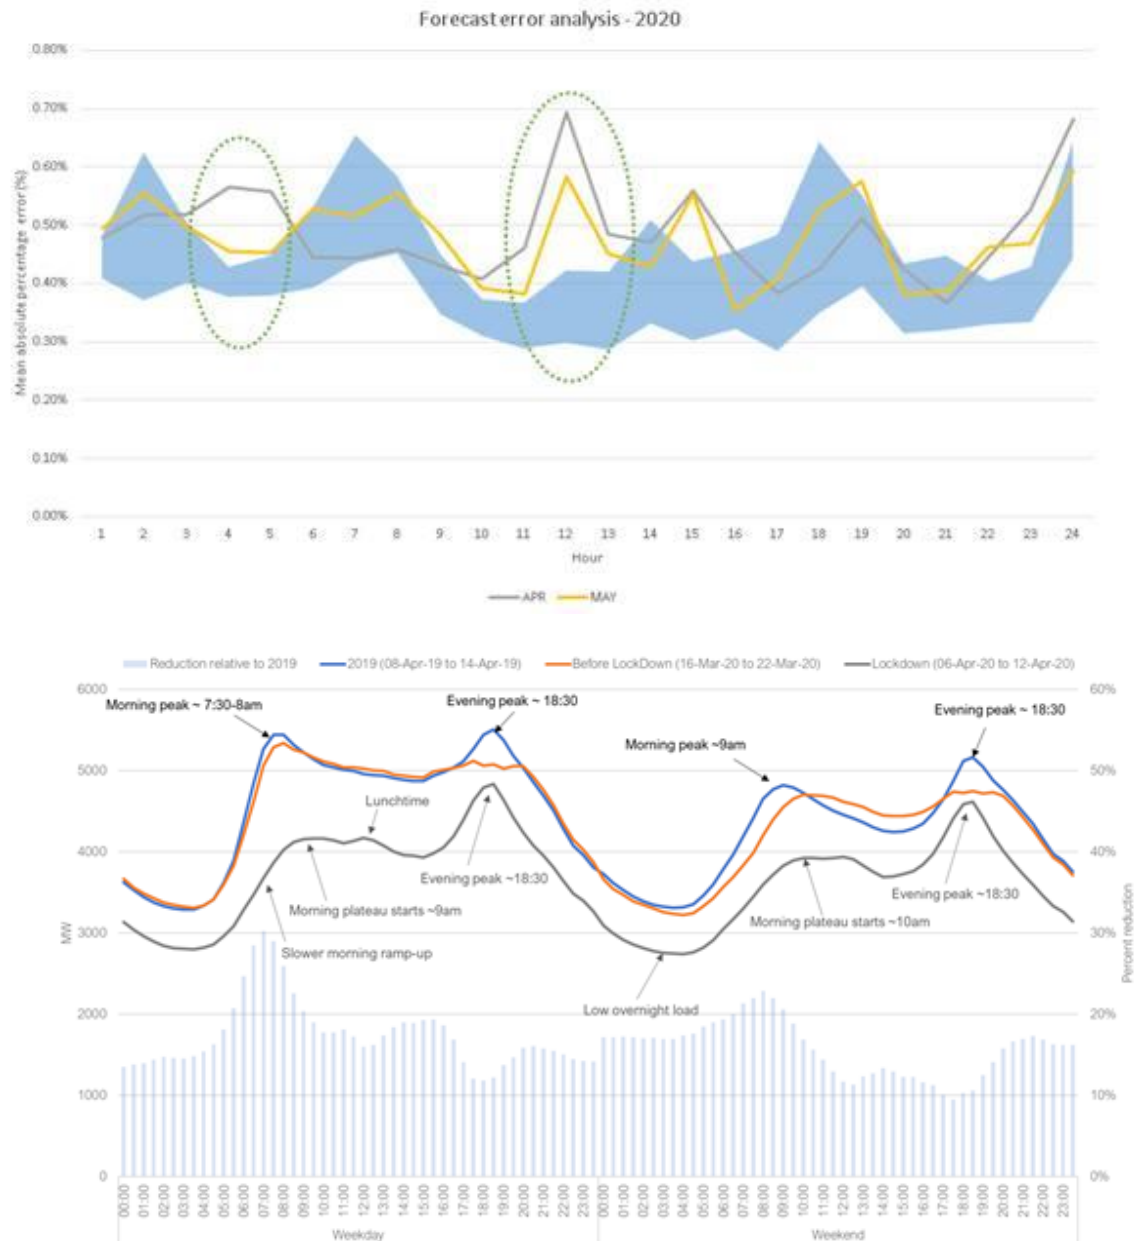 Forecast error analysis - 2020
Mean absolute percentage error (%)
0.80%
0.70%
0.60%
0.50%
0.40%
0.30%
0.20%
0.10%
0.00%
1 2 3 4 5 6 7 8 9 10 11 12 13 14 15 16 17 18 19 20 21 22 23 24
Hour
APR MAY
Reduction relative to 2019 2019 (08-Apr-19 to 14-Apr-19) Before LockDown (16-Mar-20 to 22-Mar-20) Lockdown (06-Apr-20 to 12-Apr-20)
6000 60%
Morning peak ~ 7:30-8am Evening peak ~ 18:30 Evening peak ~ 18:30
Morning peak ~9am
5000 50%
Lunchtime
4000 40%
Evening peak ~18:30 Evening peak ~18:30
Morning plateau starts ~9am Morning plateau starts ~10am
MW Percent reduction
3000 30%
Slower morning ramp-up
Low overnight load
2000 20%
1000 10%
0 0%
00:00 01:00 02:00 03:00 04:00 05:00 06:00 07:00 08:00 09:00 10:00 11:00 12:00 13:00 14:00 15:00 16:00 17:00 18:00 19:00 20:00 21:00 22:00 23:00 00:00 01:00 02:00 03:00 04:00 05:00 06:00 07:00 08:00 09:00 10:00 11:00 12:00 13:00 14:00 15:00 16:00 17:00 18:00 19:00 20:00 21:00 22:00 23:00
Weekday Weekend